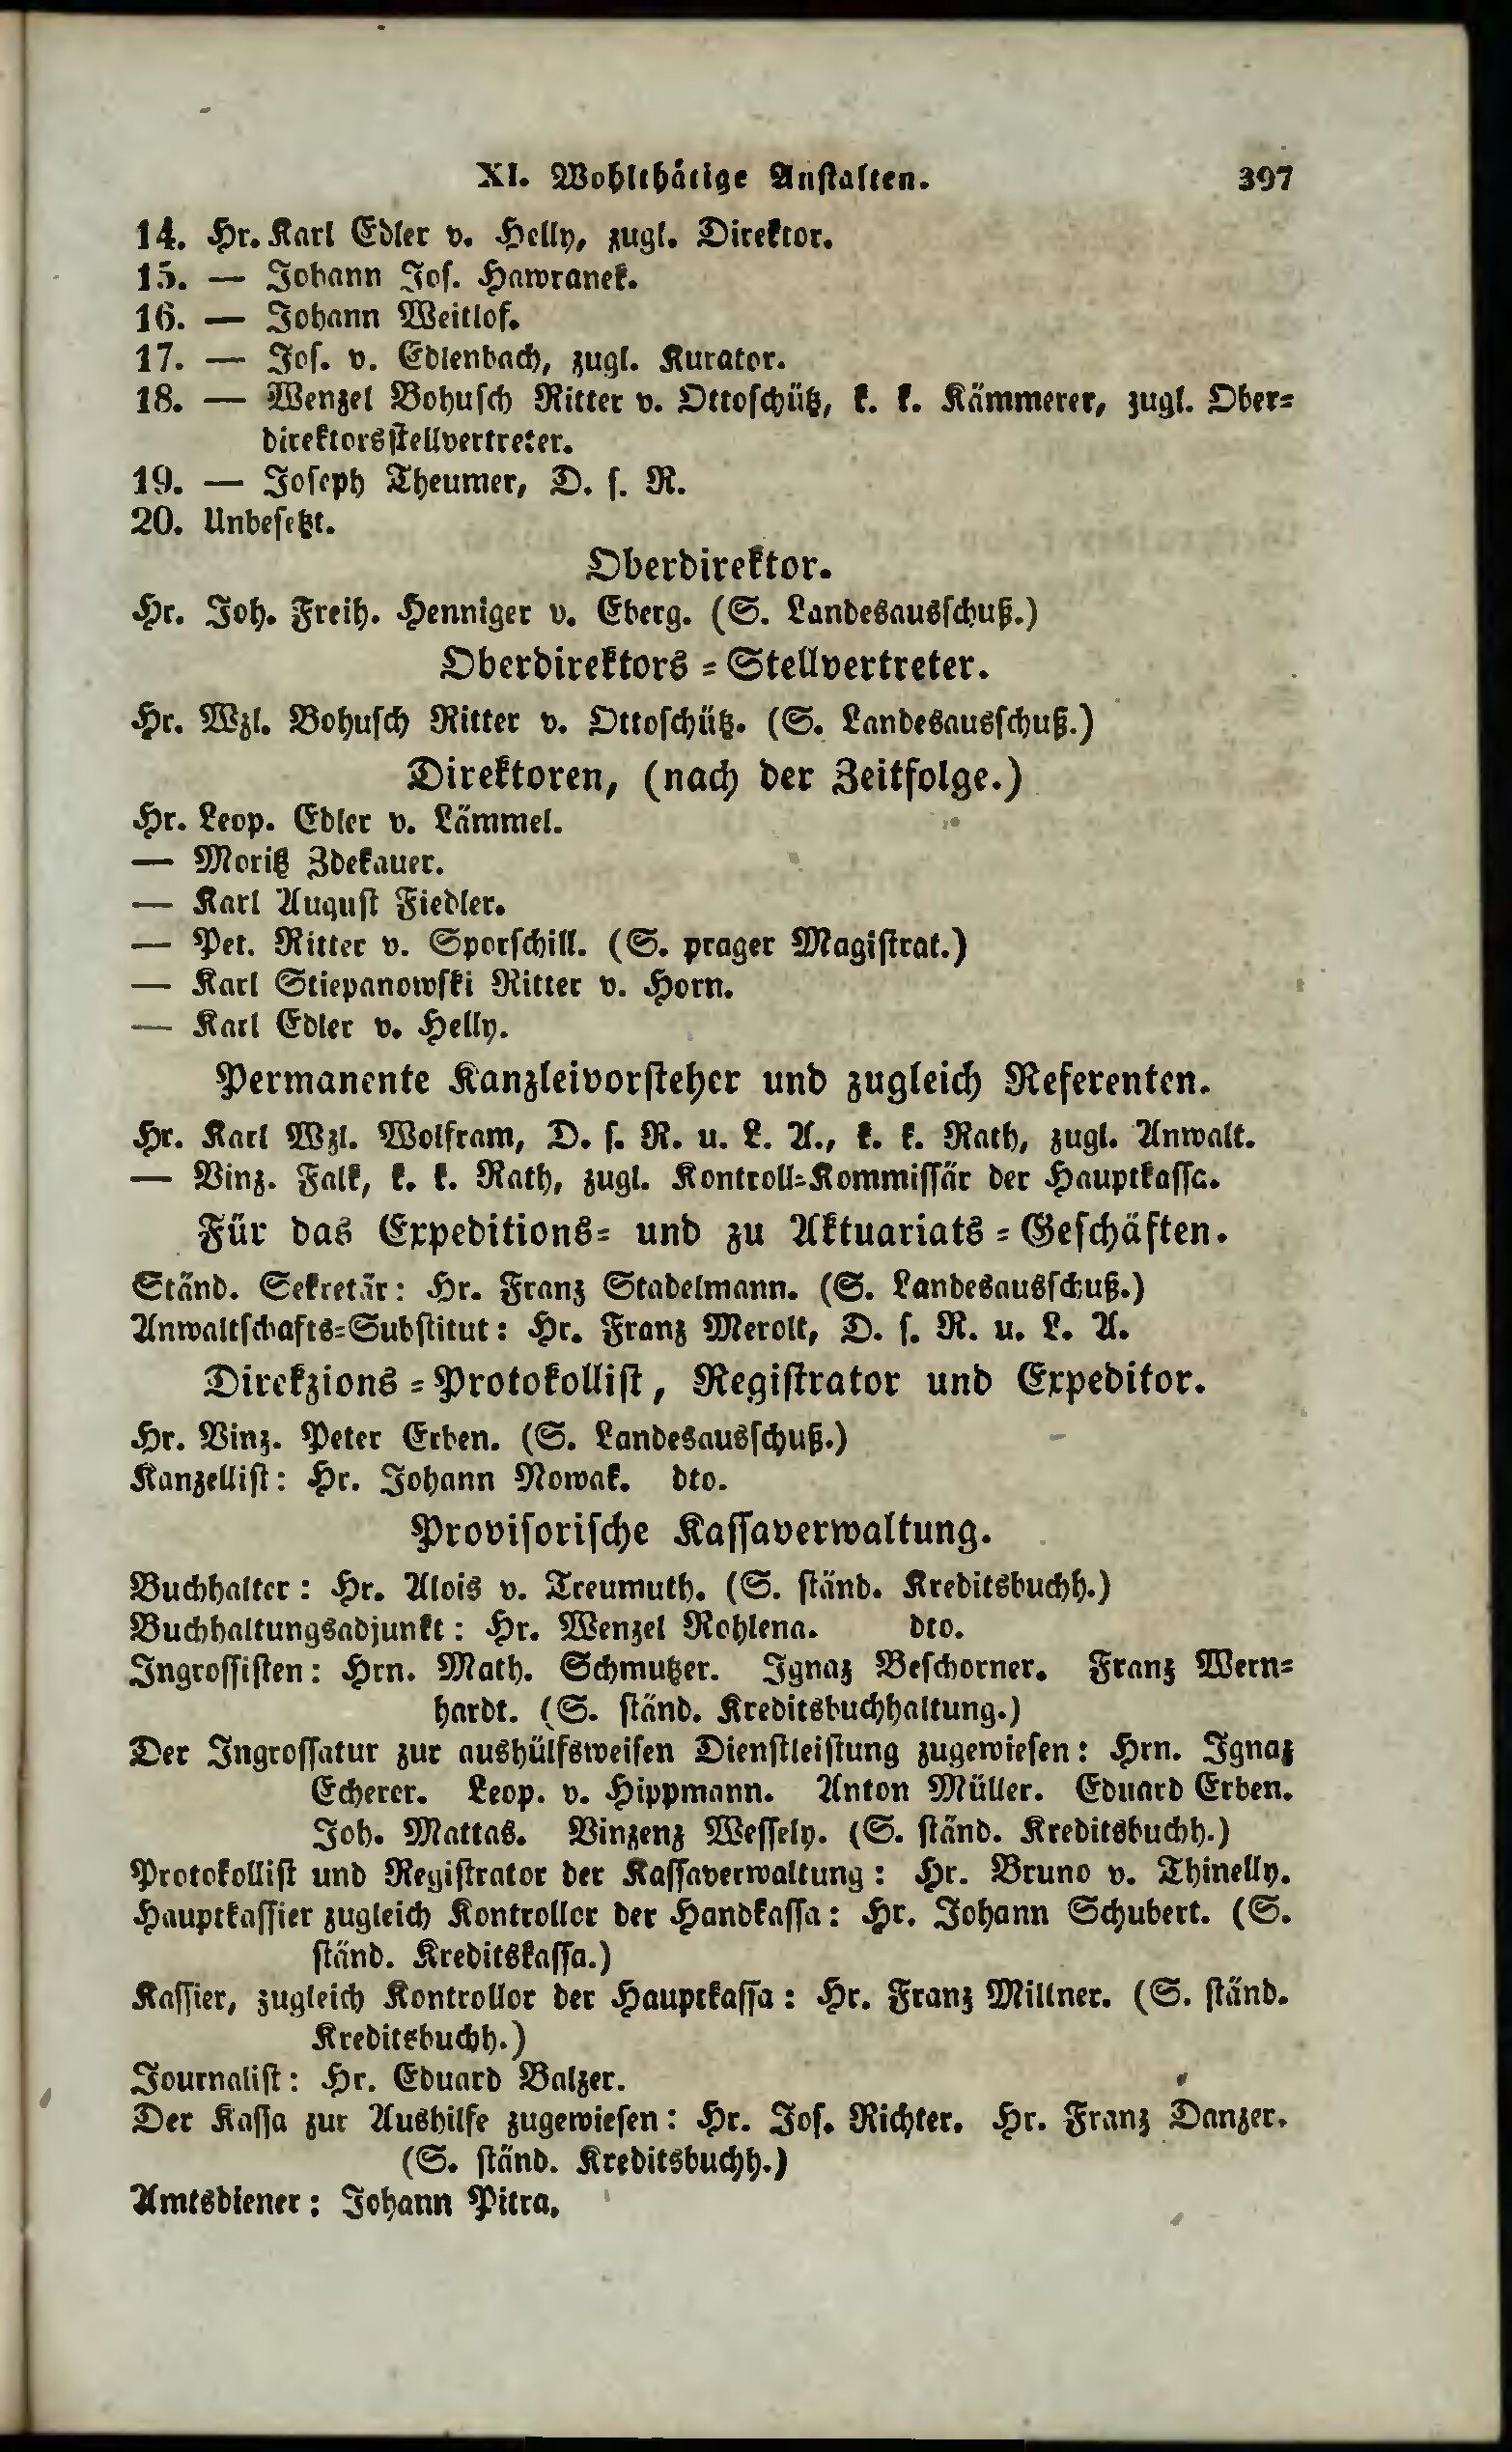 XI. Wohlthätige Anstalten. 397
14. Hr. Karl Edler v. Helly, zugl. Direktor.
15. — Johann Jos. Hawranek.
16. — Johann Weitlof.
17. — Jos. v. Edlenbach, zugl. Kurator.
18. — Wenzel Bohusch Ritter v. Ottoschütz, k. k. Kämmerer, zugl. Ober=
direktorsstellvertreter.
19. — Joseph Theumer, D. s. R.
20. Unbesetzt.
Oberdirektor.
Hr. Joh. Freih. Henniger v. Eberg. (S. Landesausschuß.)
Oberdirektors = Stellvertreter.
Hr. Wzl. Bohusch Ritter v. Ottoschütz. (S. Landesausschuß.)
Direktoren, (nach der Zeitfolge.)
Hr. Leop. Edler v. Lämmel.
— Moritz Zdekauer.
— Karl August Fiedler.
— Pet. Ritter v. Sporschill. (S. prager Magistrat.)
— Karl Stiepanowski Ritter v. Horn.
— Karl Edler v. Helly.
Permanente Kanzleivorsteher und zugleich Referenten.
Hr. Karl Wzl. Wolfram, D. s. R. u. L. A., k. k. Rath, zugl. Anwalt.
— Vinz. Falk, k. k. Rath, zugl. Kontroll=Kommissär der Hauptkassa.
Für das Expeditions= und zu Aktuariats = Geschäften.
Ständ. Sekretär: Hr. Franz Stadelmann. (S. Landesausschuß.)
Anwaltschafts=Substitut: Hr. Franz Merolt, D. s. R. u. L. A.
Direkzions = Protokollist, Registrator und Expeditor.
Hr. Vinz. Peter Erben. (S. Landesausschuß.)
Kanzellist: Hr. Johann Nowak. dto.
Provisorische Kassaverwaltung.
Buchhalter: Hr. Alois v. Treumuth. (S. ständ. Kreditsbuchh.)
Buchhaltungsadjunkt: Hr. Wenzel Rohlena. dto.
Ingrossisten: Hrn. Math. Schmutzer. Ignaz Beschorner. Franz Wern=
hardt. (S. ständ. Kreditsbuchhaltung.)
Der Ingrossatur zur aushülfsweisen Dienstleistung zugewiesen: Hrn. Ignaz
Echerer. Leop. v. Hippmann. Anton Müller. Eduard Erben.
Joh. Mattas. Vinzenz Wessely. (S. ständ. Kreditsbuchh.)
Protokollist und Registrator der Kassaverwaltung: Hr. Bruno v. Thinelly.
Hauptkassier zugleich Kontrollor der Handkassa: Hr. Johann Schubert. (S.
ständ. Kreditskassa.)
Kassier, zugleich Kontrollor der Hauptkassa: Hr. Franz Millner. (S. ständ.
Kreditsbuchh.)
Journalist: Hr. Eduard Balzer.
Der Kassa zur Aushilfe zugewiesen: Hr. Jos. Richter. Hr. Franz Danzer.
(S. ständ. Kreditsbuchh.)
Amtsdiener: Johann Pitra.